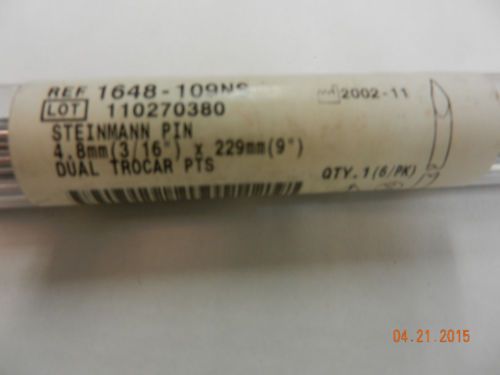 REF 1648-109NS
LOT 110270380
2002-11
STEINMANN PIN
4.8mm(3/16") x 229mm(9")
DUAL TROCAR PTS
QTY.1(6/PK)
04.21.2015